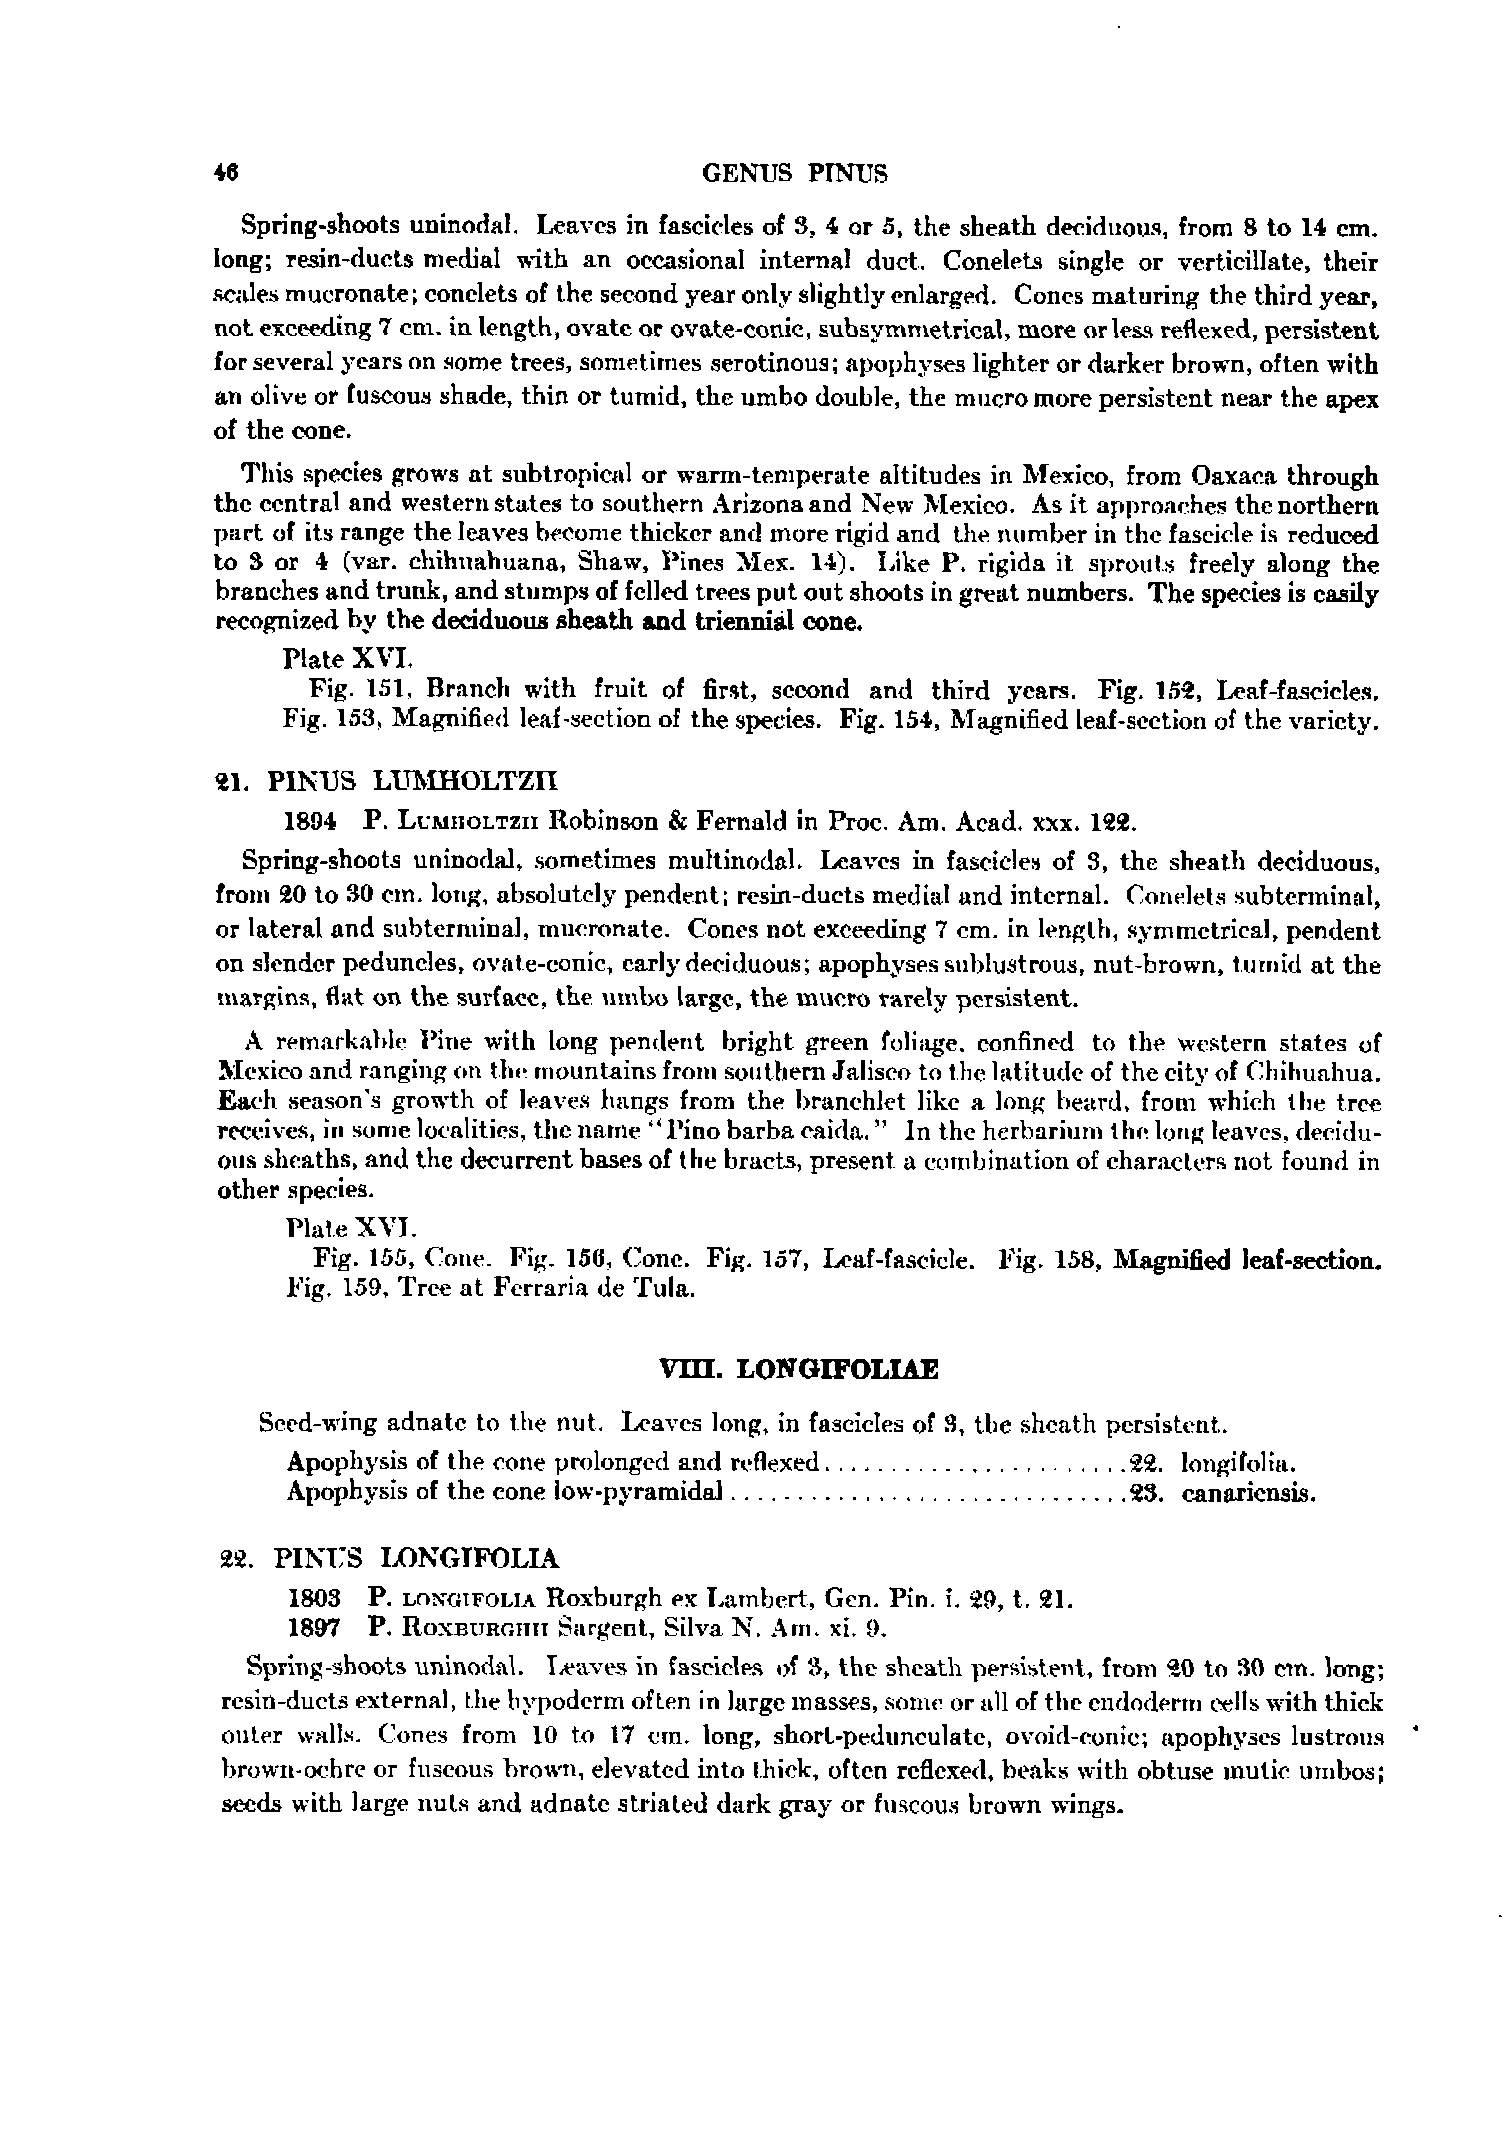 46 GENUS PINUS
Spring-shoots uninodal. Leaves in fascicles of 3, 4 or 5, the sheath deciduous, from 8 to 14 cm.
long; resin-ducts medial with an occasional internal duct. Conelets single or verticillate, their
scales mucronate; conelets of the second year only slightly enlarged. Cones maturing the third year,
not exceeding 7 cm. in length, ovate or ovate-conic, subsymmetrical, more or less reflexed, persistent
for several years on some trees, sometimes serotinous; apophyses lighter or darker brown, often with
an olive or fuscous shade, thin or tumid, the umbo double, the mucro more persistent near the apex
of the cone.
This species grows at subtropical or warm-temperate altitudes in Mexico, from Oaxaca through
the central and western states to southern Arizona and New Mexico. As it approaches the northern
part of its range the leaves become thicker and more rigid and the number in the fascicle is reduced
to 3 or 4 (var. chihuahuana, Shaw, Pines Mex. 14). Like P. rigida it sprouts freely along the
branches and trunk, and stumps of felled trees put out shoots in great numbers. The species is easily
recognized by the deciduous sheath and triennial cone.
Plate XVI.
Fig. 151, Branch with fruit of first, second and third years. Fig. 152, Leaf-fascicles.
Fig. 153, Magnified leaf-section of the species. Fig. 154, Magnified leaf-section of the variety.
21. PINUS LUMHOLTZII
1894 P. LUMHOLTZII Robinson & Fernald in Proc. Am. Acad. xxx. 122.
Spring-shoots uninodal, sometimes multinodal. Leaves in fascicles of 3, the sheath deciduous,
from 20 to 30 cm. long, absolutely pendent; resin-ducts medial and internal. Conelets subterminal,
or lateral and subterminal, mucronate. Cones not exceeding 7 cm. in length, symmetrical, pendent
on slender peduncles, ovate-conic, early deciduous; apophyses sublustrous, nut-brown, tumid at the
margins, flat on the surface, the umbo large, the mucro rarely persistent.
A remarkable Pine with long pendent bright green foliage, confined to the western states of
Mexico and ranging on the mountains from southern Jalisco to the latitude of the city of Chihuahua.
Each season's growth of leaves hangs from the branchlet like a long beard, from which the tree
receives, in some localities, the name "Pino barba caida." In the herbarium the long leaves, decidu-
ous sheaths, and the decurrent bases of the bracts, present a combination of characters not found in
other species.
Plate XVI.
Fig. 155, Cone. Fig. 156, Cone. Fig. 157, Leaf-fascicle. Fig. 158, Magnified leaf-section.
Fig. 159, Tree at Ferraria de Tula.
VIII. LONGIFOLIAE
Seed-wing adnate to the nut. Leaves long, in fascicles of 3, the sheath persistent.
Apophysis of the cone prolonged and reflexed.......................22. longifolia.
Apophysis of the cone low-pyramidal..............................23. canariensis.
22. PINUS LONGIFOLIA
1803 P. LONGIFOLIA Roxburgh ex Lambert, Gen. Pin. i. 29, t. 21.
1897 P. ROXBURGHII Sargent, Silva N. Am. xi. 9.
Spring-shoots uninodal. Leaves in fascicles of 3, the sheath persistent, from 20 to 30 cm. long;
resin-ducts external, the hypoderm often in large masses, some or all of the endoderm cells with thick
outer walls. Cones from 10 to 17 cm. long, short-pedunculate, ovoid-conic; apophyses lustrous
brown-ochre or fuscous brown, elevated into thick, often reflexed, beaks with obtuse mutic umbos;
seeds with large nuts and adnate striated dark gray or fuscous brown wings.